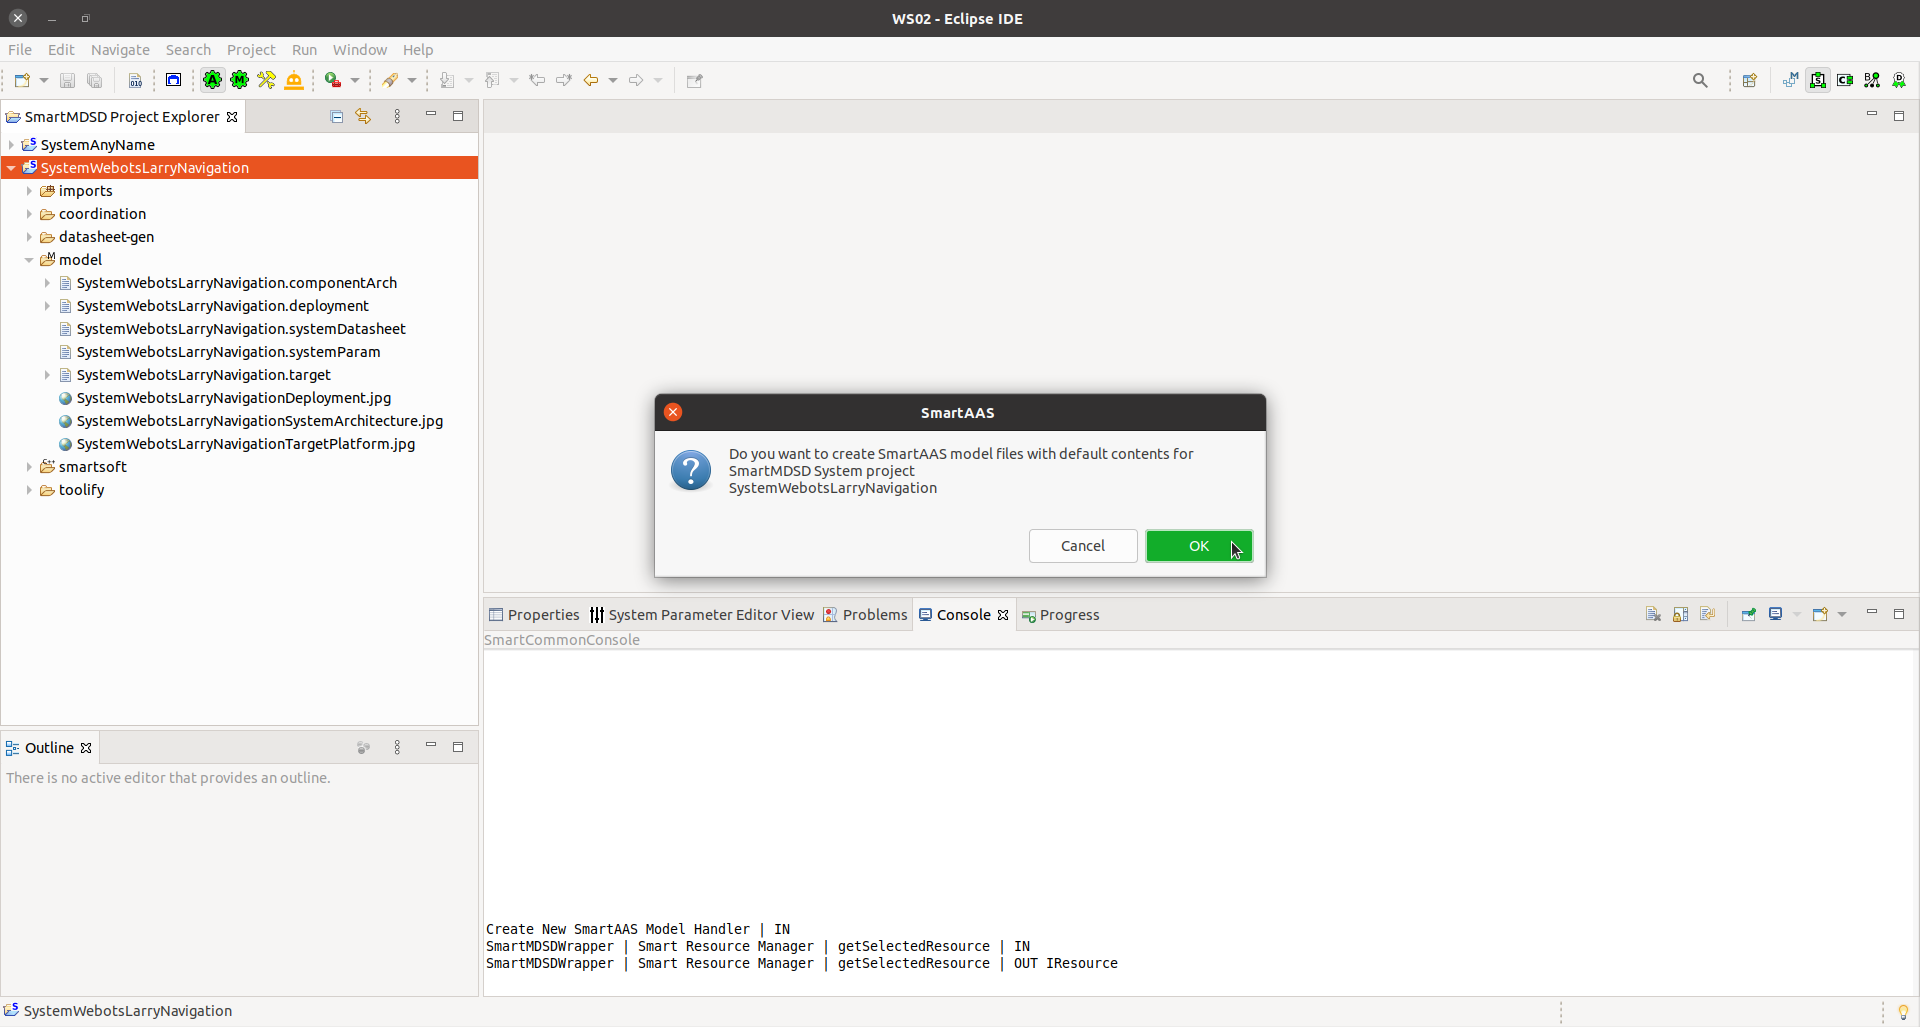 WS02 - Eclipse IDE
File Edit Navigate Search Project Run Window Help
SmartMDSD Project Explorer
SystemAnyName
SystemWebotsLarryNavigation
imports
coordination
datasheet-gen
model
SystemWebotsLarryNavigation.componentArch
SystemWebotsLarryNavigation.deployment
SystemWebotsLarryNavigation.systemDatasheet
SystemWebotsLarryNavigation.systemParam
SystemWebotsLarryNavigation.target
SystemWebotsLarryNavigationDeployment.jpg
SystemWebotsLarryNavigationSystemArchitecture.jpg
SystemWebotsLarryNavigationTargetPlatform.jpg
smartsoft
toolify
SmartAAS
Do you want to create SmartAAS model files with default contents for
SmartMDSD System project
SystemWebotsLarryNavigation
Cancel OK
Properties System Parameter Editor View Problems Console Progress
SmartCommonConsole
Create New SmartAAS Model Handler | IN
SmartMDSDWrapper | Smart Resource Manager | getSelectedResource | IN
SmartMDSDWrapper | Smart Resource Manager | getSelectedResource | OUT IResource
Outline
There is no active editor that provides an outline.
SystemWebotsLarryNavigation